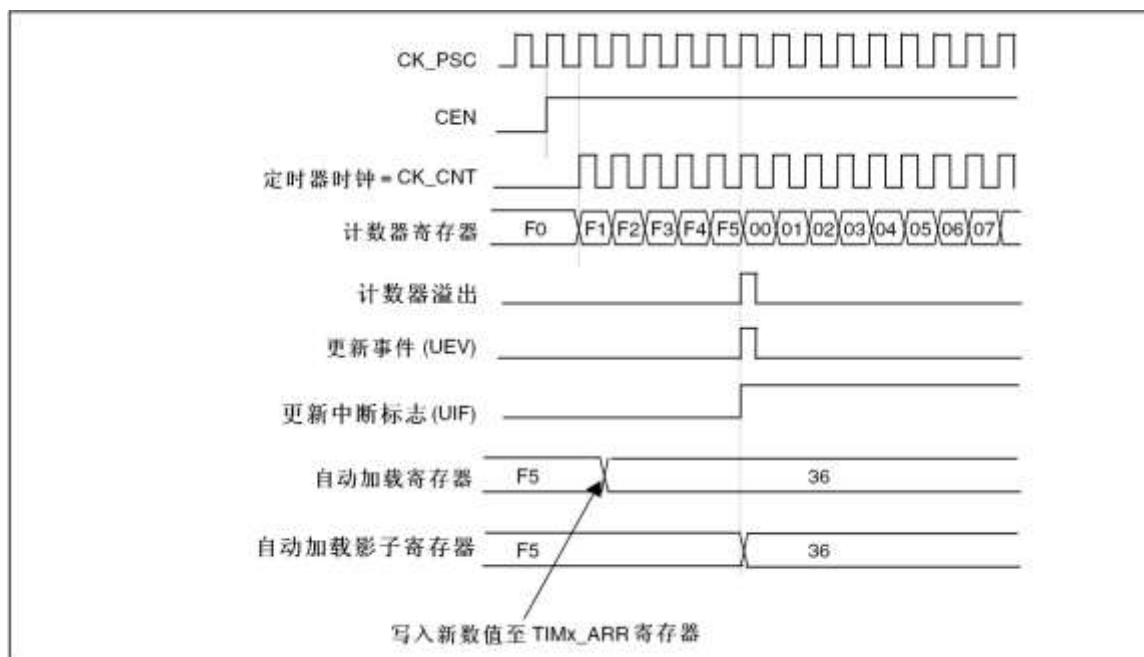 CK_PSC
CEN
定时器时钟 = CK_CNT
计数器寄存器 F0 F1 F2 F3 F4 F5 00 01 02 03 04 05 06 07
计数器溢出
更新事件 (UEV)
更新中断标志 (UIF)
自动加载寄存器 F5 36
自动加载影子寄存器 F5 36
写入新数值至 TIMx_ARR 寄存器